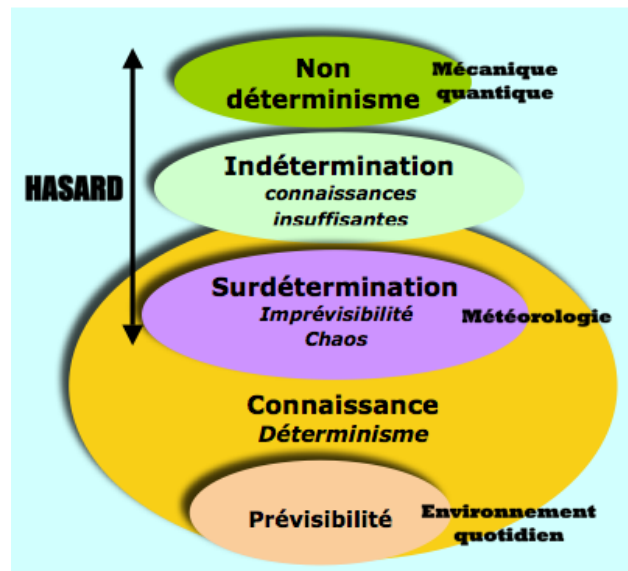 Non
déterminisme
Mécanique
quantique
Indétermination
connaissances
insuffisantes
HASARD
Surdétermination
Imprévisibilité
Chaos
Météorologie
Connaissance
Déterminisme
Prévisibilité
Environnement
quotidien